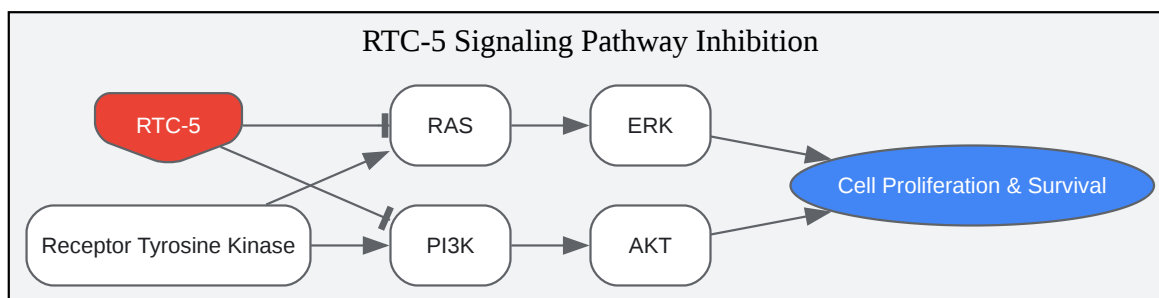 RTC-5 Signaling Pathway Inhibition
RTC-5
RAS
ERK
Cell Proliferation & Survival
Receptor Tyrosine Kinase
PI3K
AKT